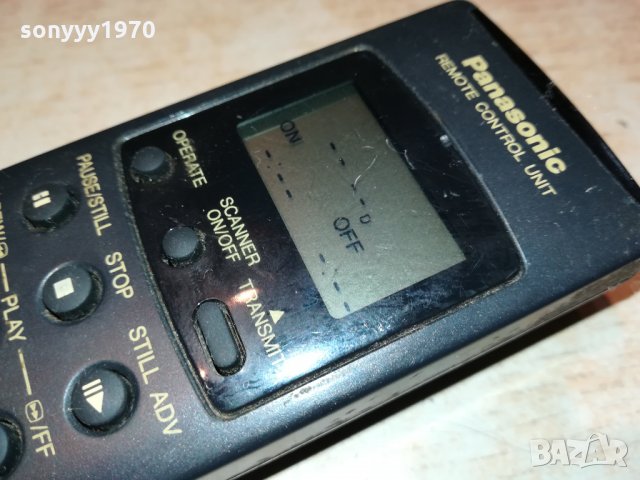 sonyyy1970
Panasonic
REMOTE CONTROL UNIT
ON --:--
--:-- D
OFF --:--
OPERATE
SCANNER
ON/OFF
TRANSMIT
PAUSE/STILL
STOP
STILL ADV
PLAY
/FF
BAZAR